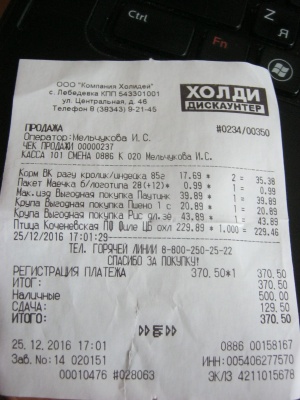 ООО "Компания Холидей"
с. Лебедевка КПП 543301001
ул. Центральная, д. 46
Телефон 8 (38343) 9-21-45
ХОЛДИ
ДИСКАУНТЕР
ПРОДАЖА #0234/00350
Оператор:Мельчукова И.С.
ЧЕК ПРОДАЖИ 00000237
КАССА 101 СМЕНА 0886 К 020 Мельчукова И.С.
Корм ВК рагу кролик/индейка 85г 17.69 * 2 = 35.38
Пакет Маечка б/логотипа 28(+12)* 0.99 * 1 = 0.99
Мак.изд Выгодная покупка Паутинк 39.89 * 1 = 39.89
Крупа Выгодная покупка Пшено 1 с 20.89 * 1 = 20.89
Крупа Выгодная покупка Рис дл.зе 43.89 * 1 = 43.89
Птица Коченевская ПФ Филе ЦБ охл 229.89 * 1.000 = 229.46
25/12/2016 17:01:29
ТЕЛ. ГОРЯЧЕЙ ЛИНИИ 8-800-250-25-22
СПАСИБО ЗА ПОКУПКУ!
РЕГИСТРАЦИЯ ПЛАТЕЖА 370.50*1 370.50
ИТОГ: 370.50
Наличные 500.00
СДАЧА: 129.50
ИТОГО: 370.50
25.12.2016 17:01 0886 00158167
Зав.No: 14 020151 ИНН:005406277570
00010476 #028063 ЭКЛЗ 4211015678
Ctrl
Fn
Я